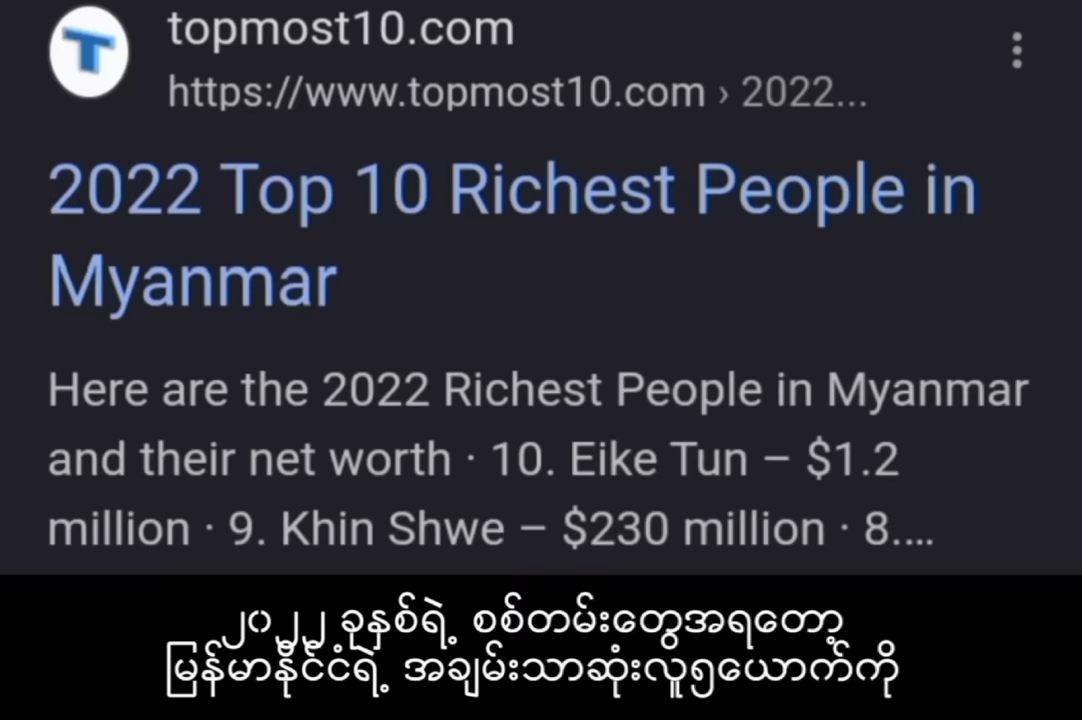 T
topmost10.com
https://www.topmost10.com › 2022...
2022 Top 10 Richest People in
Myanmar
Here are the 2022 Richest People in Myanmar
and their net worth · 10. Eike Tun – $1.2
million · 9. Khin Shwe – $230 million · 8....
၂၀၂၂ ခုနှစ်ရဲ့ စစ်တမ်းတွေအရတော့
မြန်မာနိုင်ငံရဲ့ အချမ်းသာဆုံးလူ၅ယောက်ကို